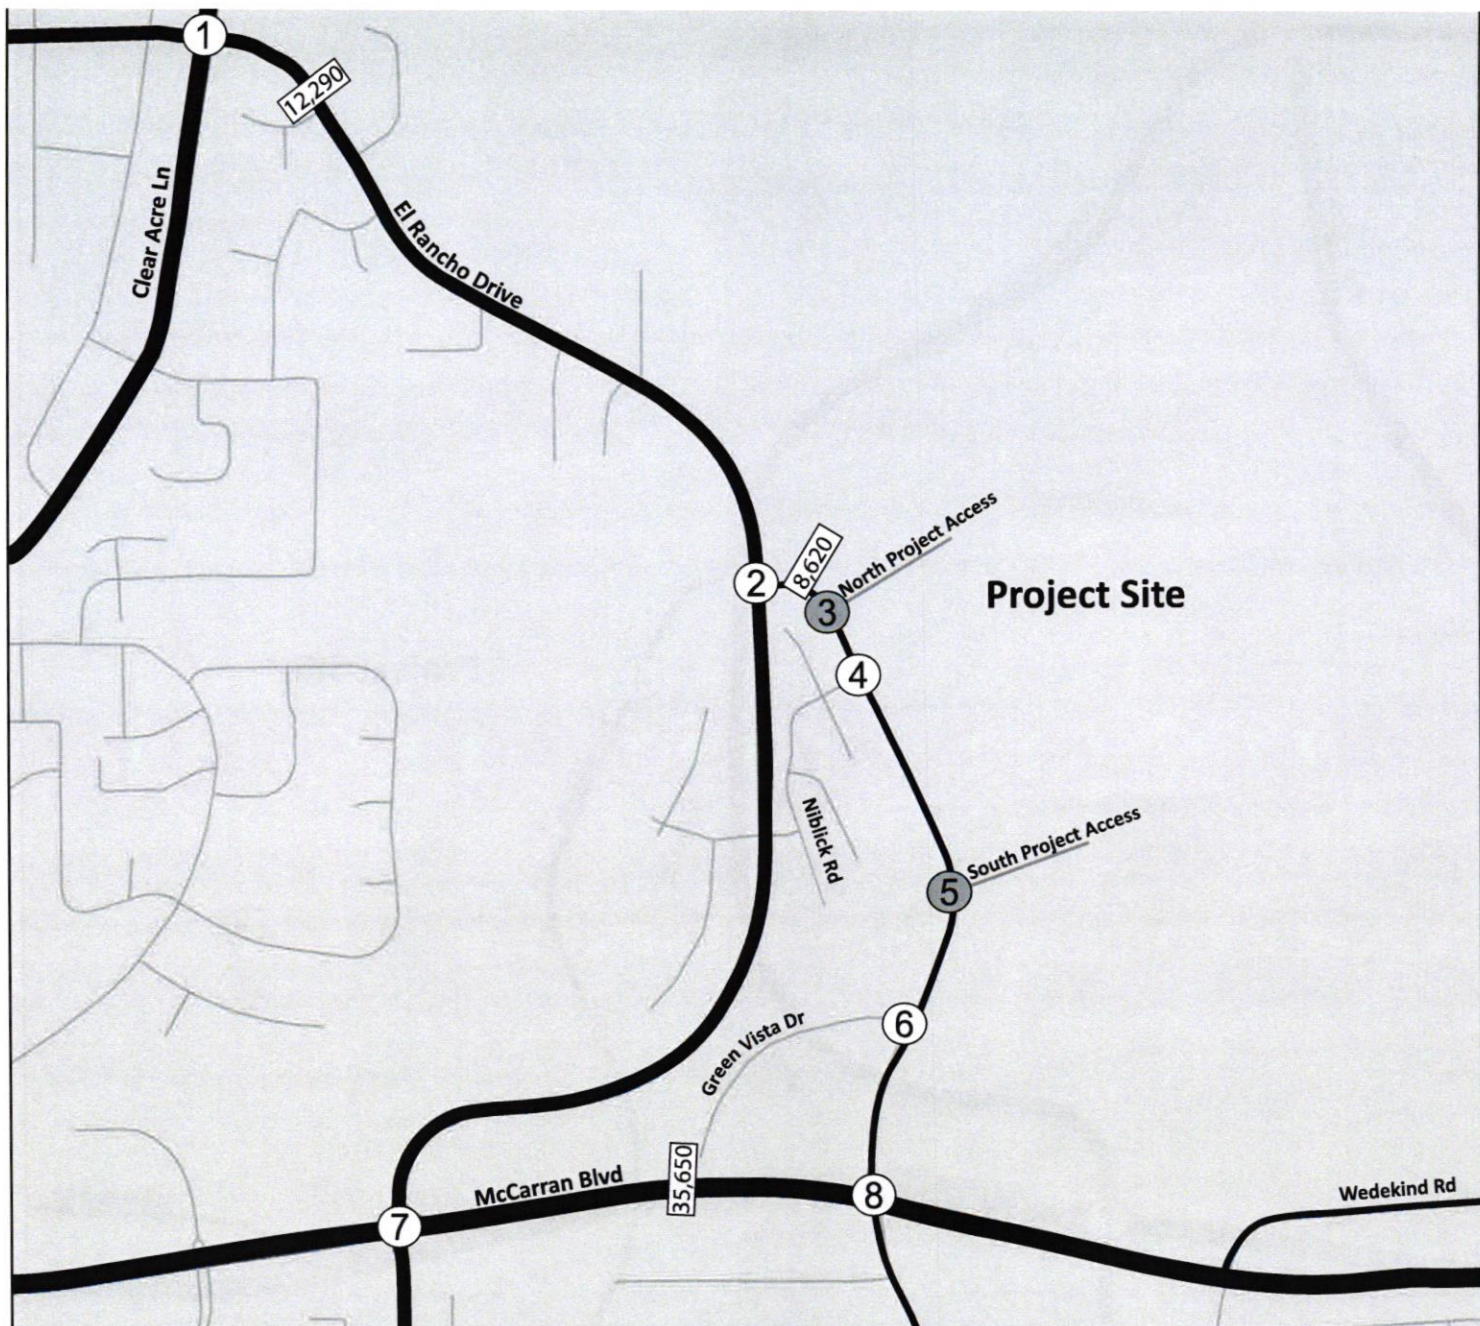 1
12,290
Clear Acre Ln
El Rancho Drive
2
8,620
North Project Access
3
Project Site
4
Niblick Rd
South Project Access
5
6
Green Vista Dr
35,650
McCarran Blvd
8
Wedekind Rd
7